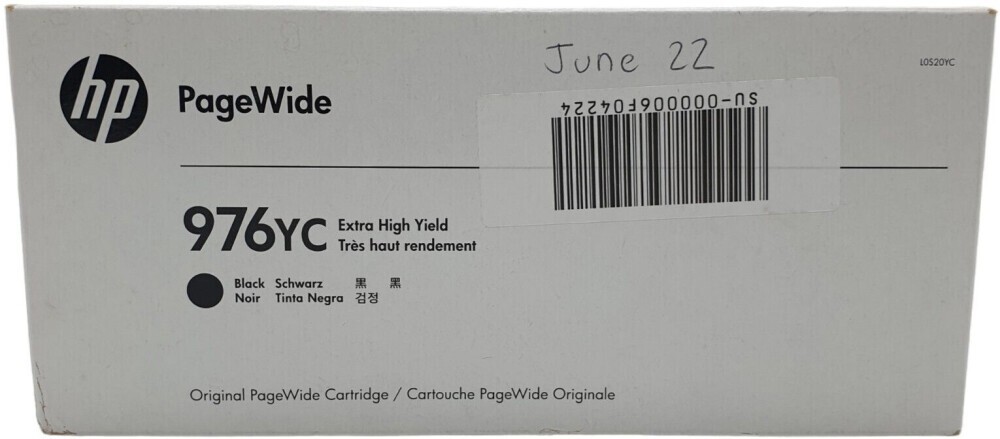 June 22
L0S20YC
hp
PageWide
SU-000006F04224
976YC Extra High Yield
Très haut rendement
Black Schwarz 黒 黑
Noir Tinta Negra 검정
Original PageWide Cartridge / Cartouche PageWide Originale